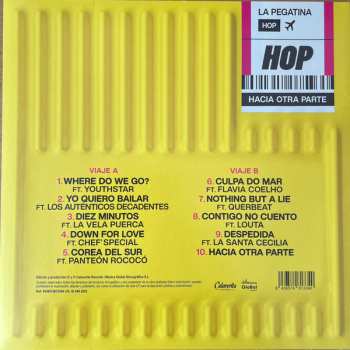 LA PEGATINA
HOP
HOP
HACIA OTRA PARTE
VIAJE A
1. WHERE DO WE GO?
FT. YOUTHSTAR
2. YO QUIERO BAILAR
FT. LOS AUTÉNTICOS DECADENTES
3. DIEZ MINUTOS
FT. LA VELA PUERCA
4. DOWN FOR LOVE
FT. CHEF'SPECIAL
5. COREA DEL SUR
FT. PANTEÓN ROCOCÓ
VIAJE B
6. CULPA DO MAR
FT. FLAVIA COELHO
7. NOTHING BUT A LIE
FT. QUERBEAT
8. CONTIGO NO CUENTO
FT. LOUTA
9. DESPEDIDA
FT. LA SANTA CECILIA
10. HACIA OTRA PARTE
Calaverita
Global